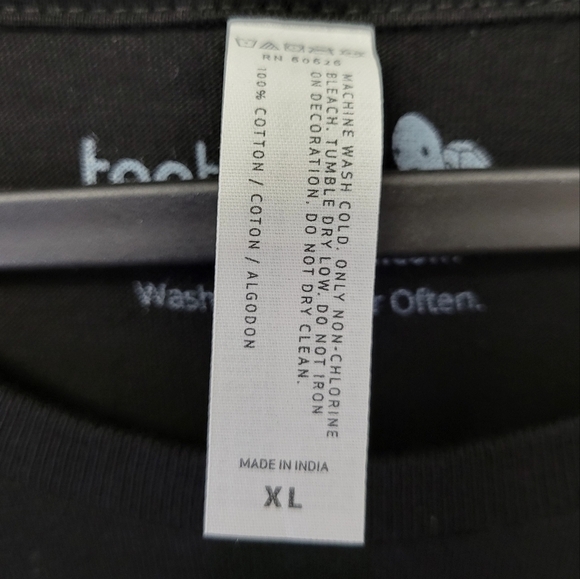 RN 60626
MACHINE WASH COLD. ONLY NON-CHLORINE
BLEACH. TUMBLE DRY LOW. DO NOT IRON
ON DECORATION. DO NOT DRY CLEAN.
100% COTTON / COTON / ALGODON
MADE IN INDIA
XL
Wash
Often.